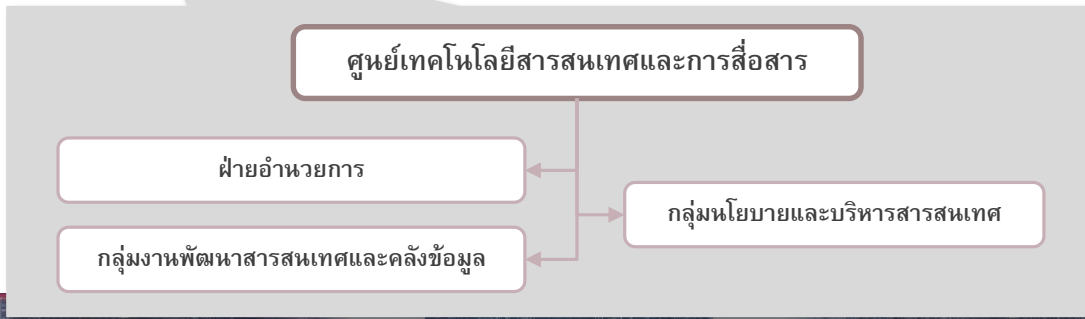 ศูนย์เทคโนโลยีสารสนเทศและการสื่อสาร
ฝ่ายอำนวยการ
กลุ่มนโยบายและบริหารสารสนเทศ
กลุ่มงานพัฒนาสารสนเทศและคลังข้อมูล